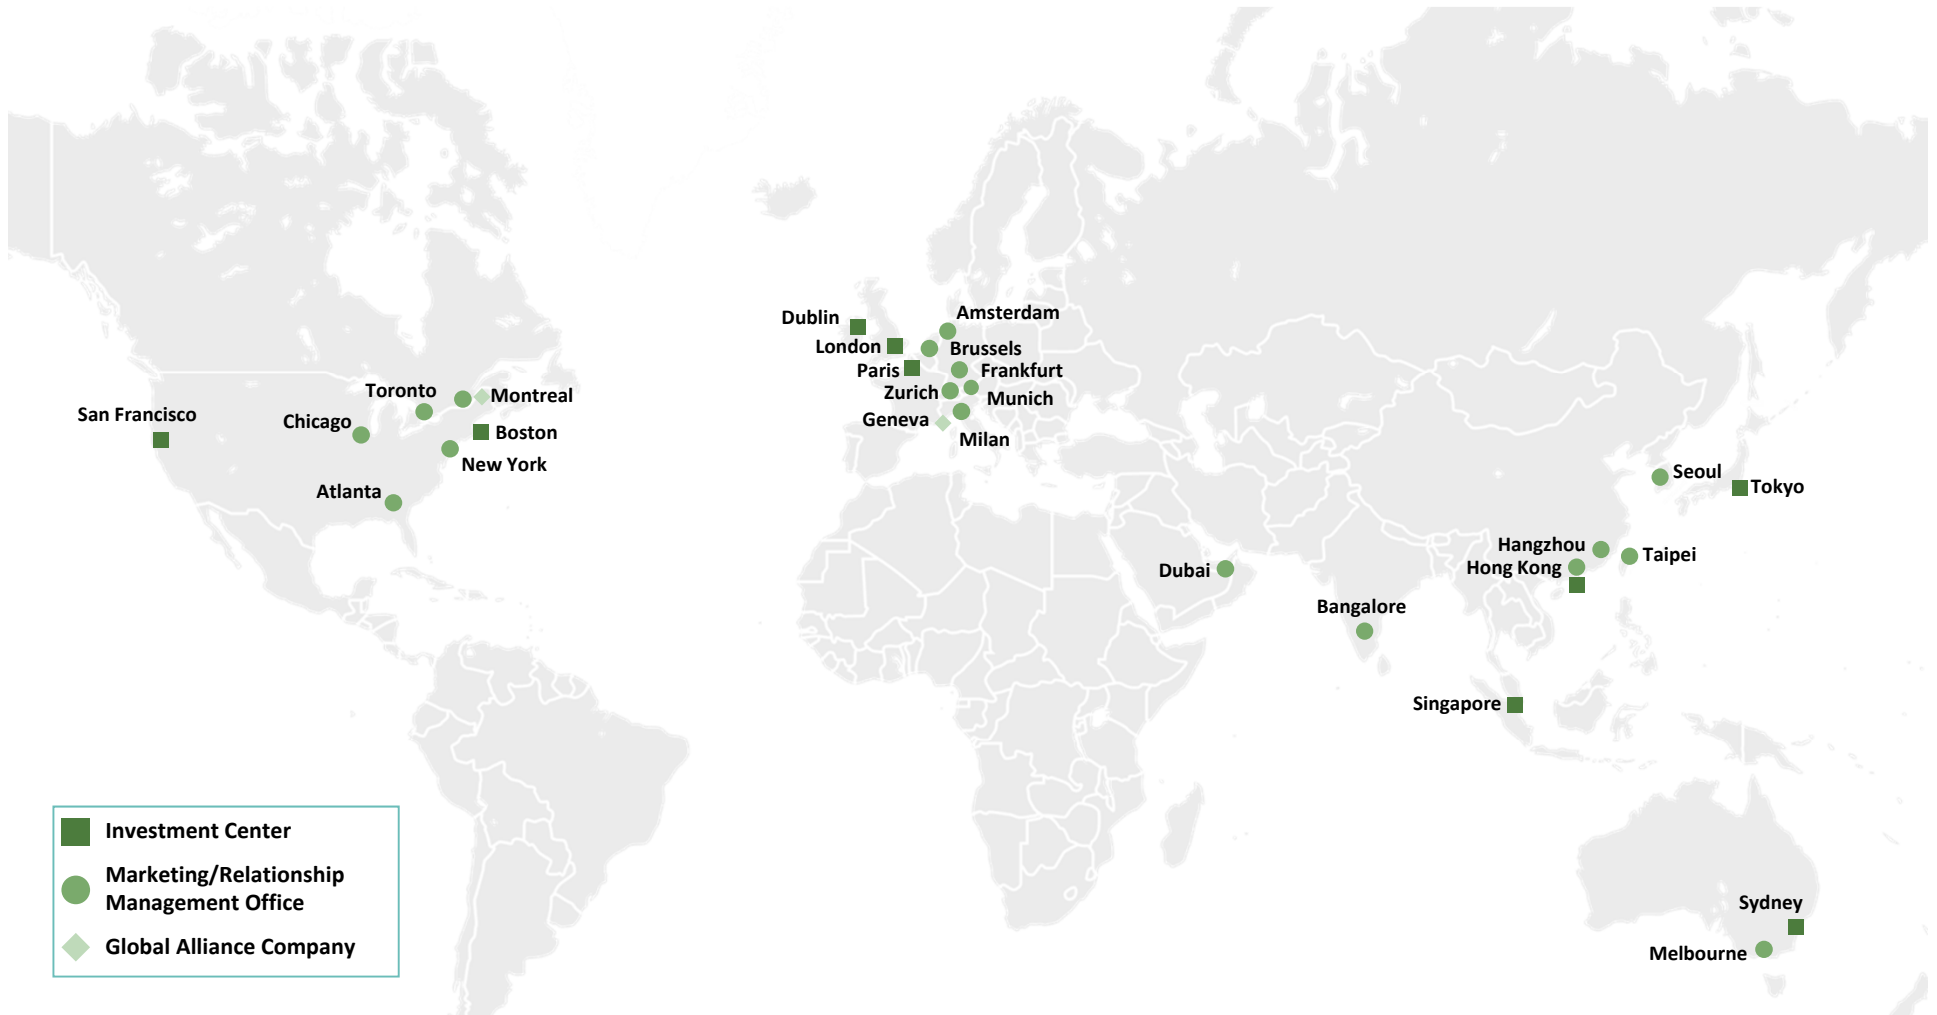 Amsterdam
Dublin
London
Brussels
Paris
Frankfurt
Zurich
Munich
Geneva
Milan
Toronto
Montreal
San Francisco
Chicago
Boston
New York
Atlanta
Seoul
Tokyo
Hangzhou
Taipei
Hong Kong
Dubai
Bangalore
Singapore
Sydney
Melbourne
Investment Center
Marketing/Relationship
Management Office
Global Alliance Company